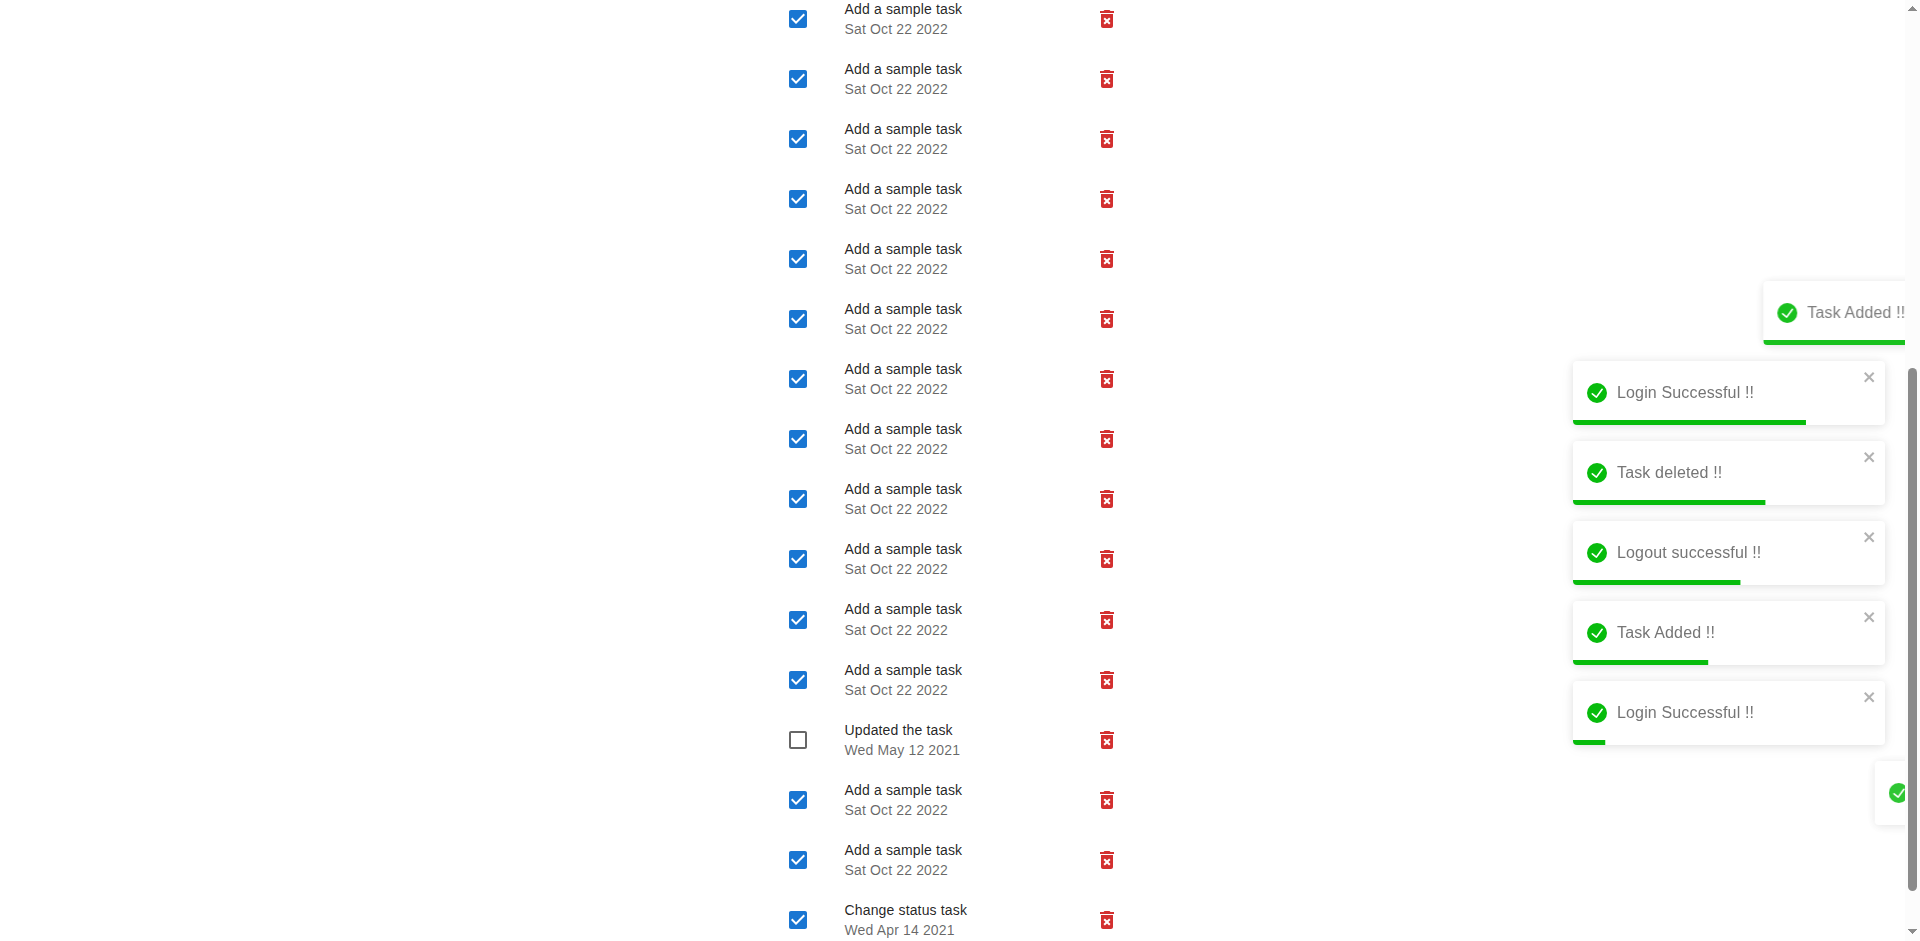 Add a sample task
Sat Oct 22 2022
Add a sample task
Sat Oct 22 2022
Add a sample task
Sat Oct 22 2022
Add a sample task
Sat Oct 22 2022
Add a sample task
Sat Oct 22 2022
Add a sample task
Sat Oct 22 2022
Add a sample task
Sat Oct 22 2022
Add a sample task
Sat Oct 22 2022
Add a sample task
Sat Oct 22 2022
Add a sample task
Sat Oct 22 2022
Add a sample task
Sat Oct 22 2022
Add a sample task
Sat Oct 22 2022
Updated the task
Wed May 12 2021
Add a sample task
Sat Oct 22 2022
Add a sample task
Sat Oct 22 2022
Change status task
Wed Apr 14 2021
Task Added !!
Login Successful !!
Task deleted !!
Logout successful !!
Task Added !!
Login Successful !!